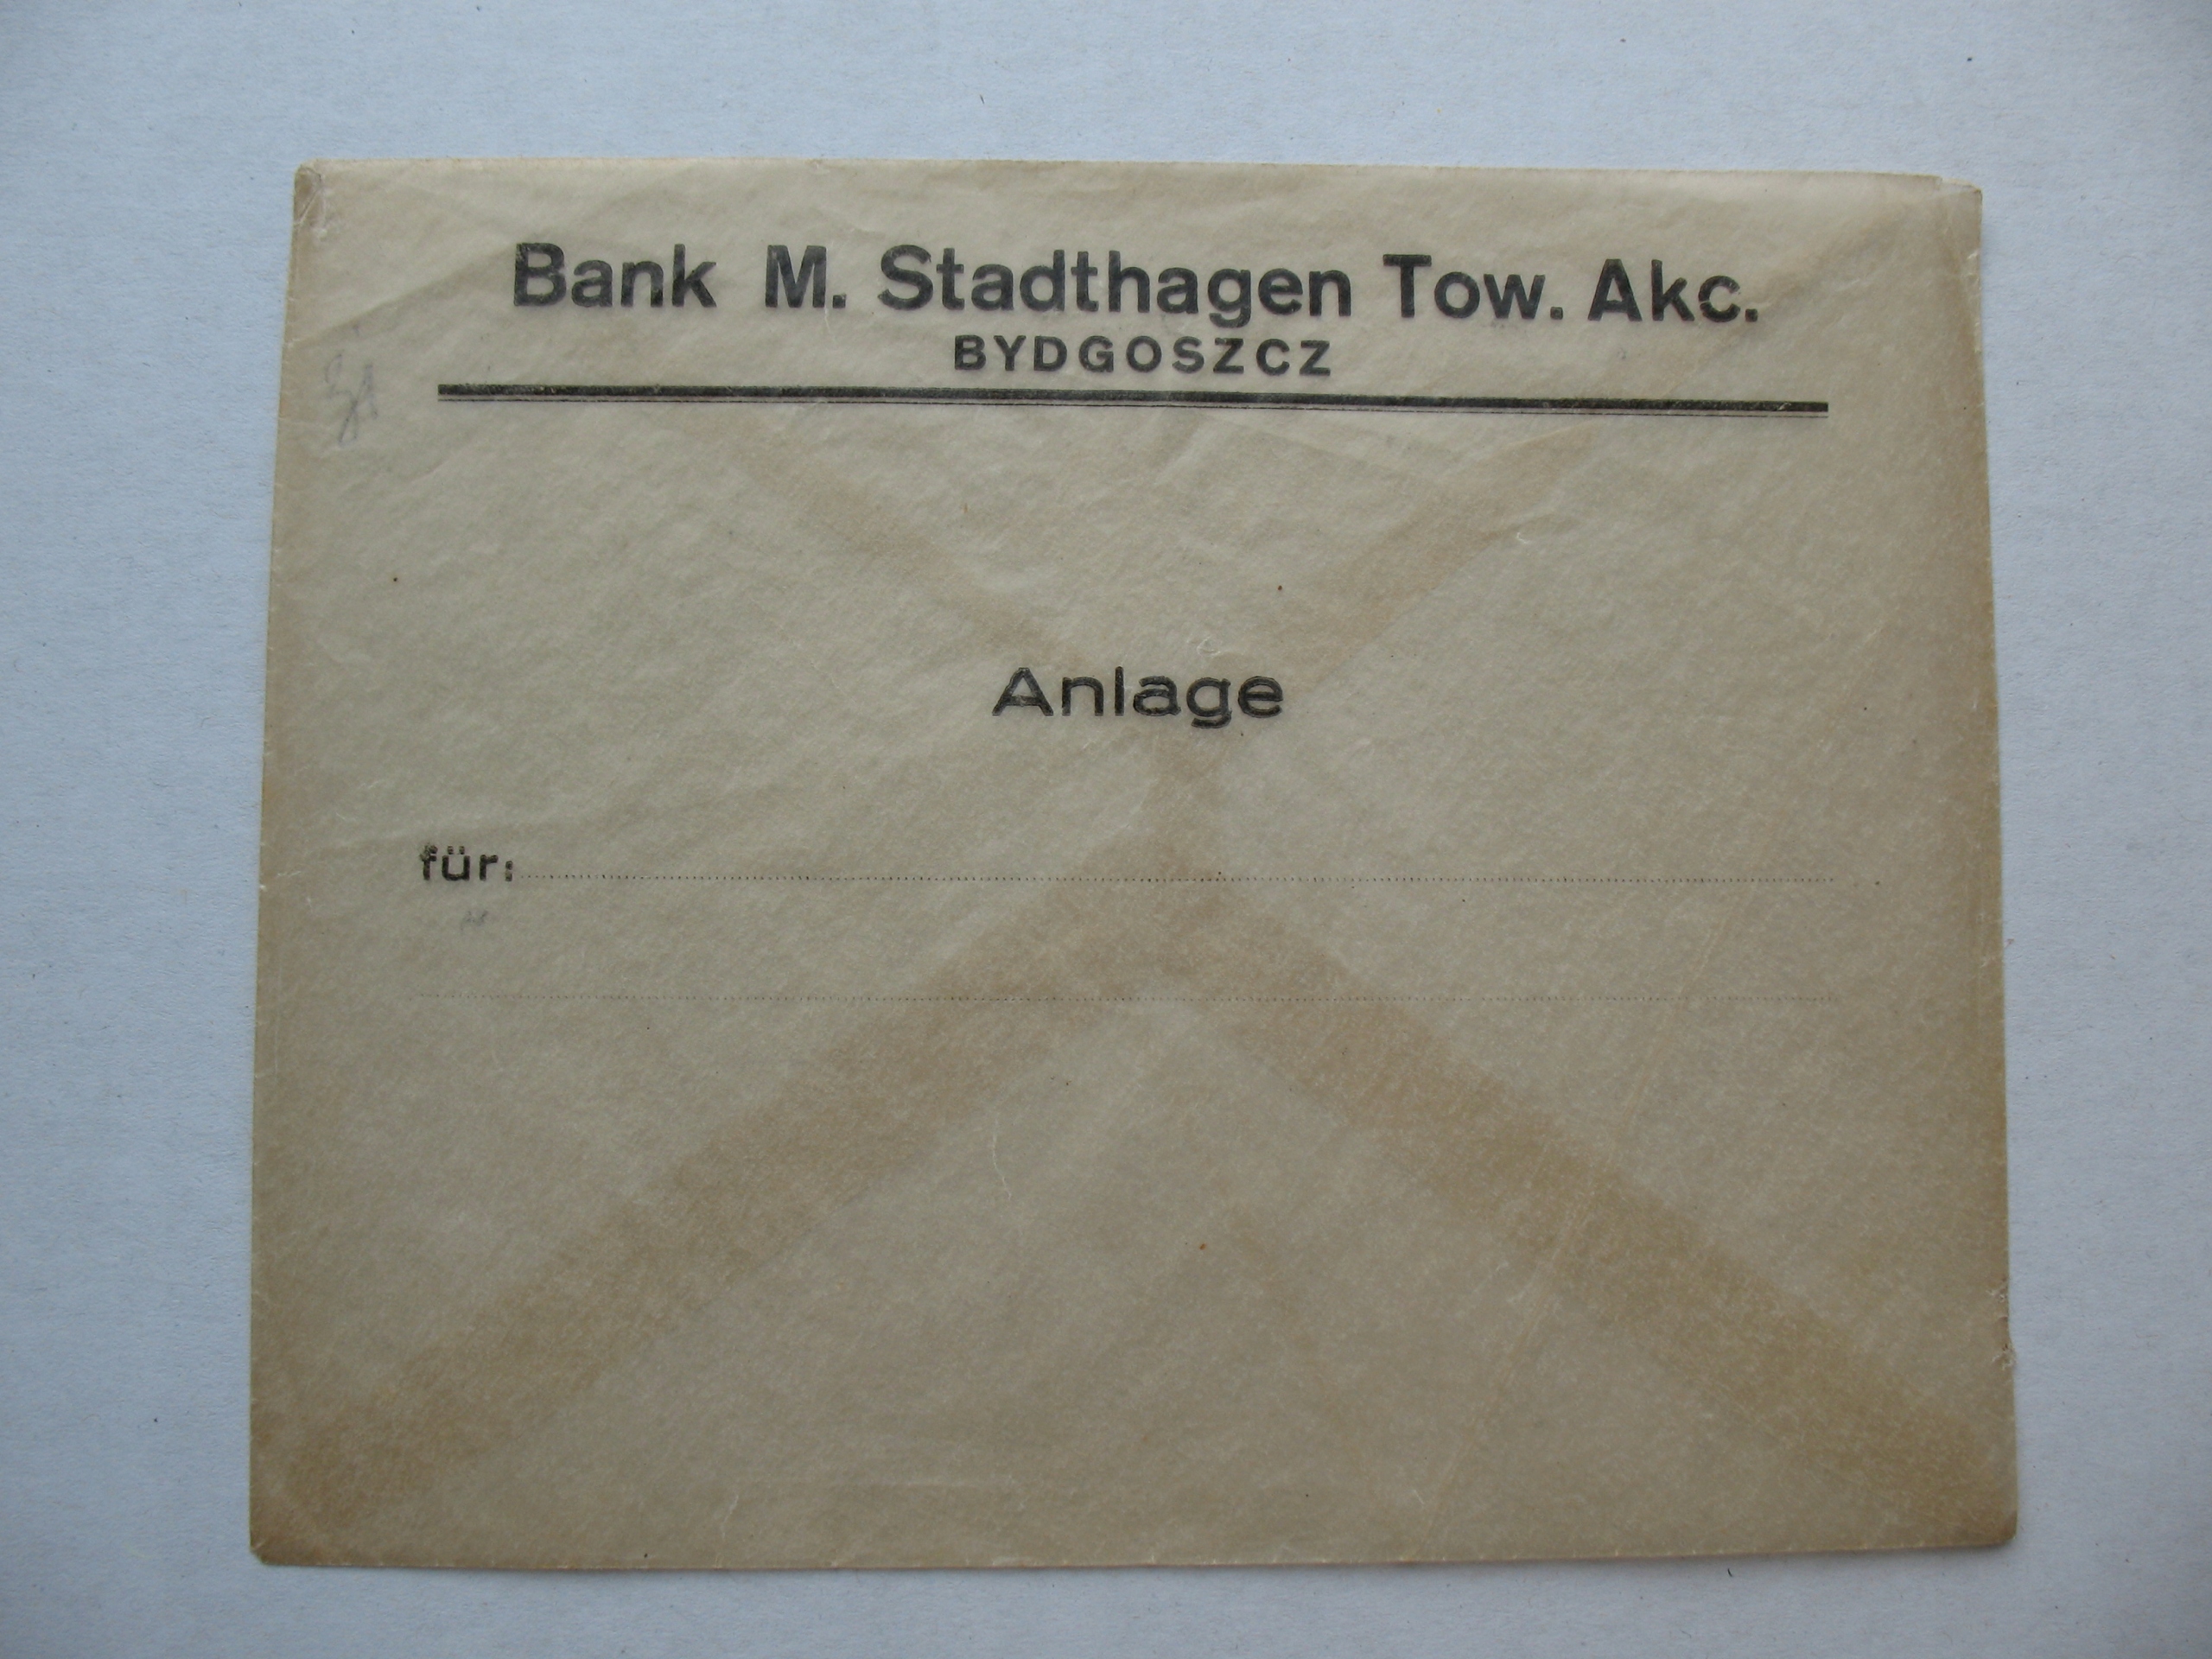 Bank M. Stadthagen Tow. Akc.
BYDGOSZCZ
Anlage
für: